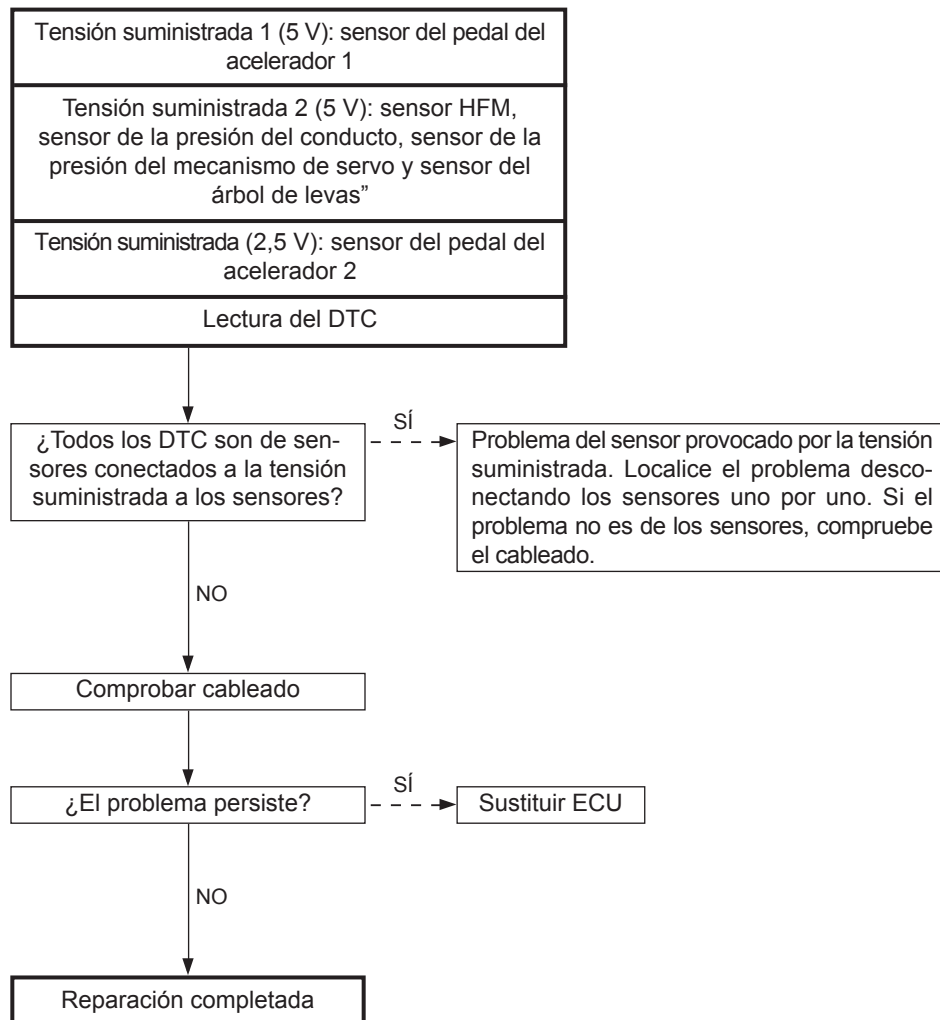 Tensión suministrada 1 (5 V): sensor del pedal del
acelerador 1
Tensión suministrada 2 (5 V): sensor HFM,
sensor de la presión del conducto, sensor de la
presión del mecanismo de servo y sensor del
árbol de levas”
Tensión suministrada (2,5 V): sensor del pedal del
acelerador 2
Lectura del DTC
¿Todos los DTC son de sen-
sores conectados a la tensión
suministrada a los sensores?
SÍ
Problema del sensor provocado por la tensión
suministrada. Localice el problema desco-
nectando los sensores uno por uno. Si el
problema no es de los sensores, compruebe
el cableado.
NO
Comprobar cableado
¿El problema persiste?
SÍ
Sustituir ECU
NO
Reparación completada